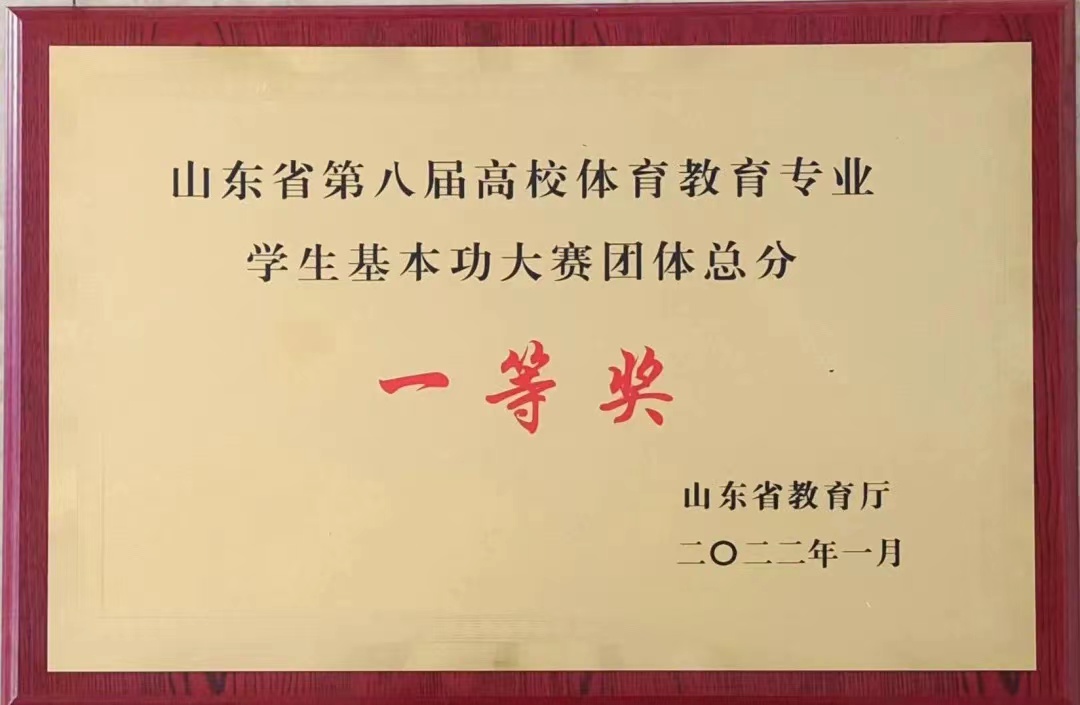 山东省第八届高校体育教育专业
学生基本功大赛团体总分
一等奖
山东省教育厅
二〇二二年一月